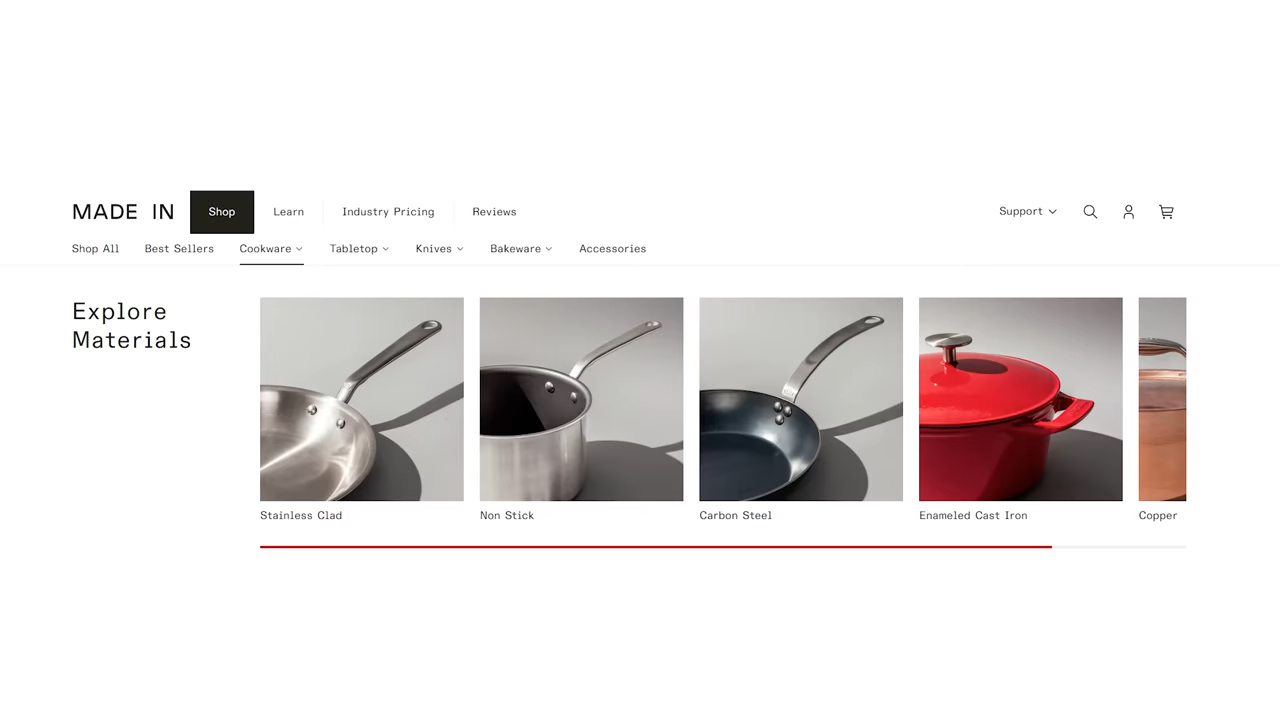 MADE IN
Shop
Learn
Industry Pricing
Reviews
Support
Shop All
Best Sellers
Cookware
Tabletop
Knives
Bakeware
Accessories
Explore
Materials
Stainless Clad
Non Stick
Carbon Steel
Enameled Cast Iron
Copper